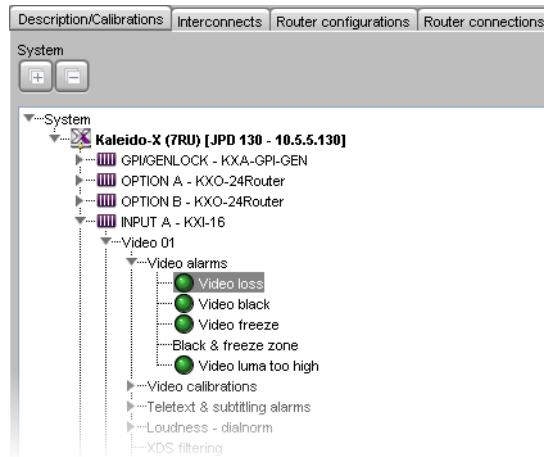 Description/Calibrations Interconnects Router configurations Router connections
System
System
Kaleido-X (7RU) [JPD 130 - 10.5.5.130]
GPI/GENLOCK - KXA-GPI-GEN
OPTION A - KXO-24Router
OPTION B - KXO-24Router
INPUT A - KXI-16
Video 01
Video alarms
Video loss
Video black
Video freeze
Black & freeze zone
Video luma too high
Video calibrations
Teletext & subtitling alarms
Loudness - dialnorm
XDS filtering